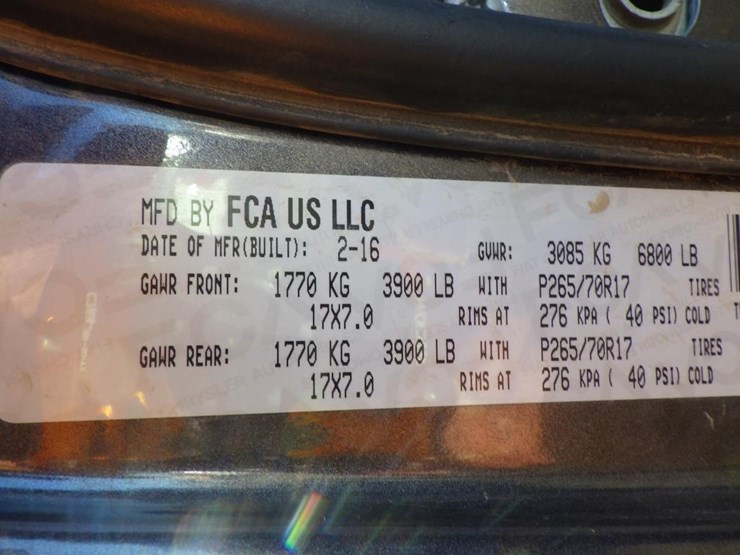 MFD BY FCA US LLC
DATE OF MFR(BUILT): 2-16 GVWR: 3085 KG 6800 LB
GAWR FRONT: 1770 KG 3900 LB WITH P265/70R17 TIRES
17X7.0 RIMS AT 276 KPA ( 40 PSI) COLD
GAWR REAR: 1770 KG 3900 LB WITH P265/70R17 TIRES
17X7.0 RIMS AT 276 KPA ( 40 PSI) COLD